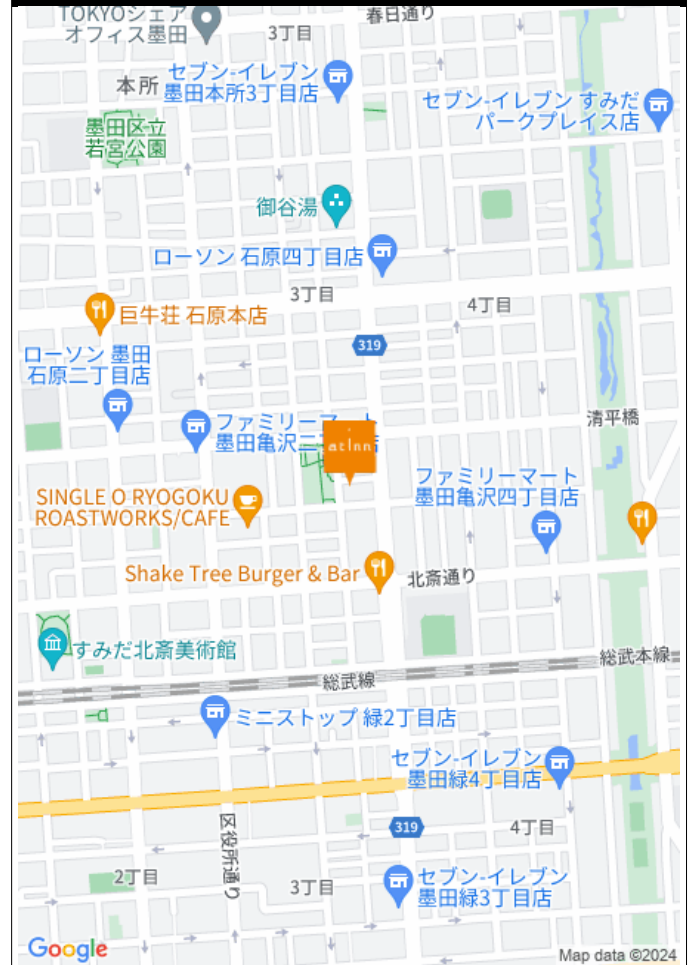 TOKYOシェア
オフィス墨田
春日通り
3丁目
本所
セブン-イレブン
墨田本所3丁目店
セブン-イレブン すみだ
パークプレイス店
墨田区立
若宮公園
御谷湯
ローソン 石原四丁目店
3丁目
4丁目
巨牛荘 石原本店
319
ローソン 墨田
石原二丁目店
清平橋
ファミリーマート
墨田亀沢二
店
at inn
ファミリーマート
墨田亀沢四丁目店
SINGLE O RYOGOKU
ROASTWORKS/CAFE
Shake Tree Burger & Bar
北斎通り
すみだ北斎美術館
総武本線
総武線
ミニストップ 緑2丁目店
セブン-イレブン
墨田緑4丁目店
区役所通り
319
4丁目
2丁目
3丁目
セブン-イレブン
墨田緑3丁目店
Google
Map data ©2024